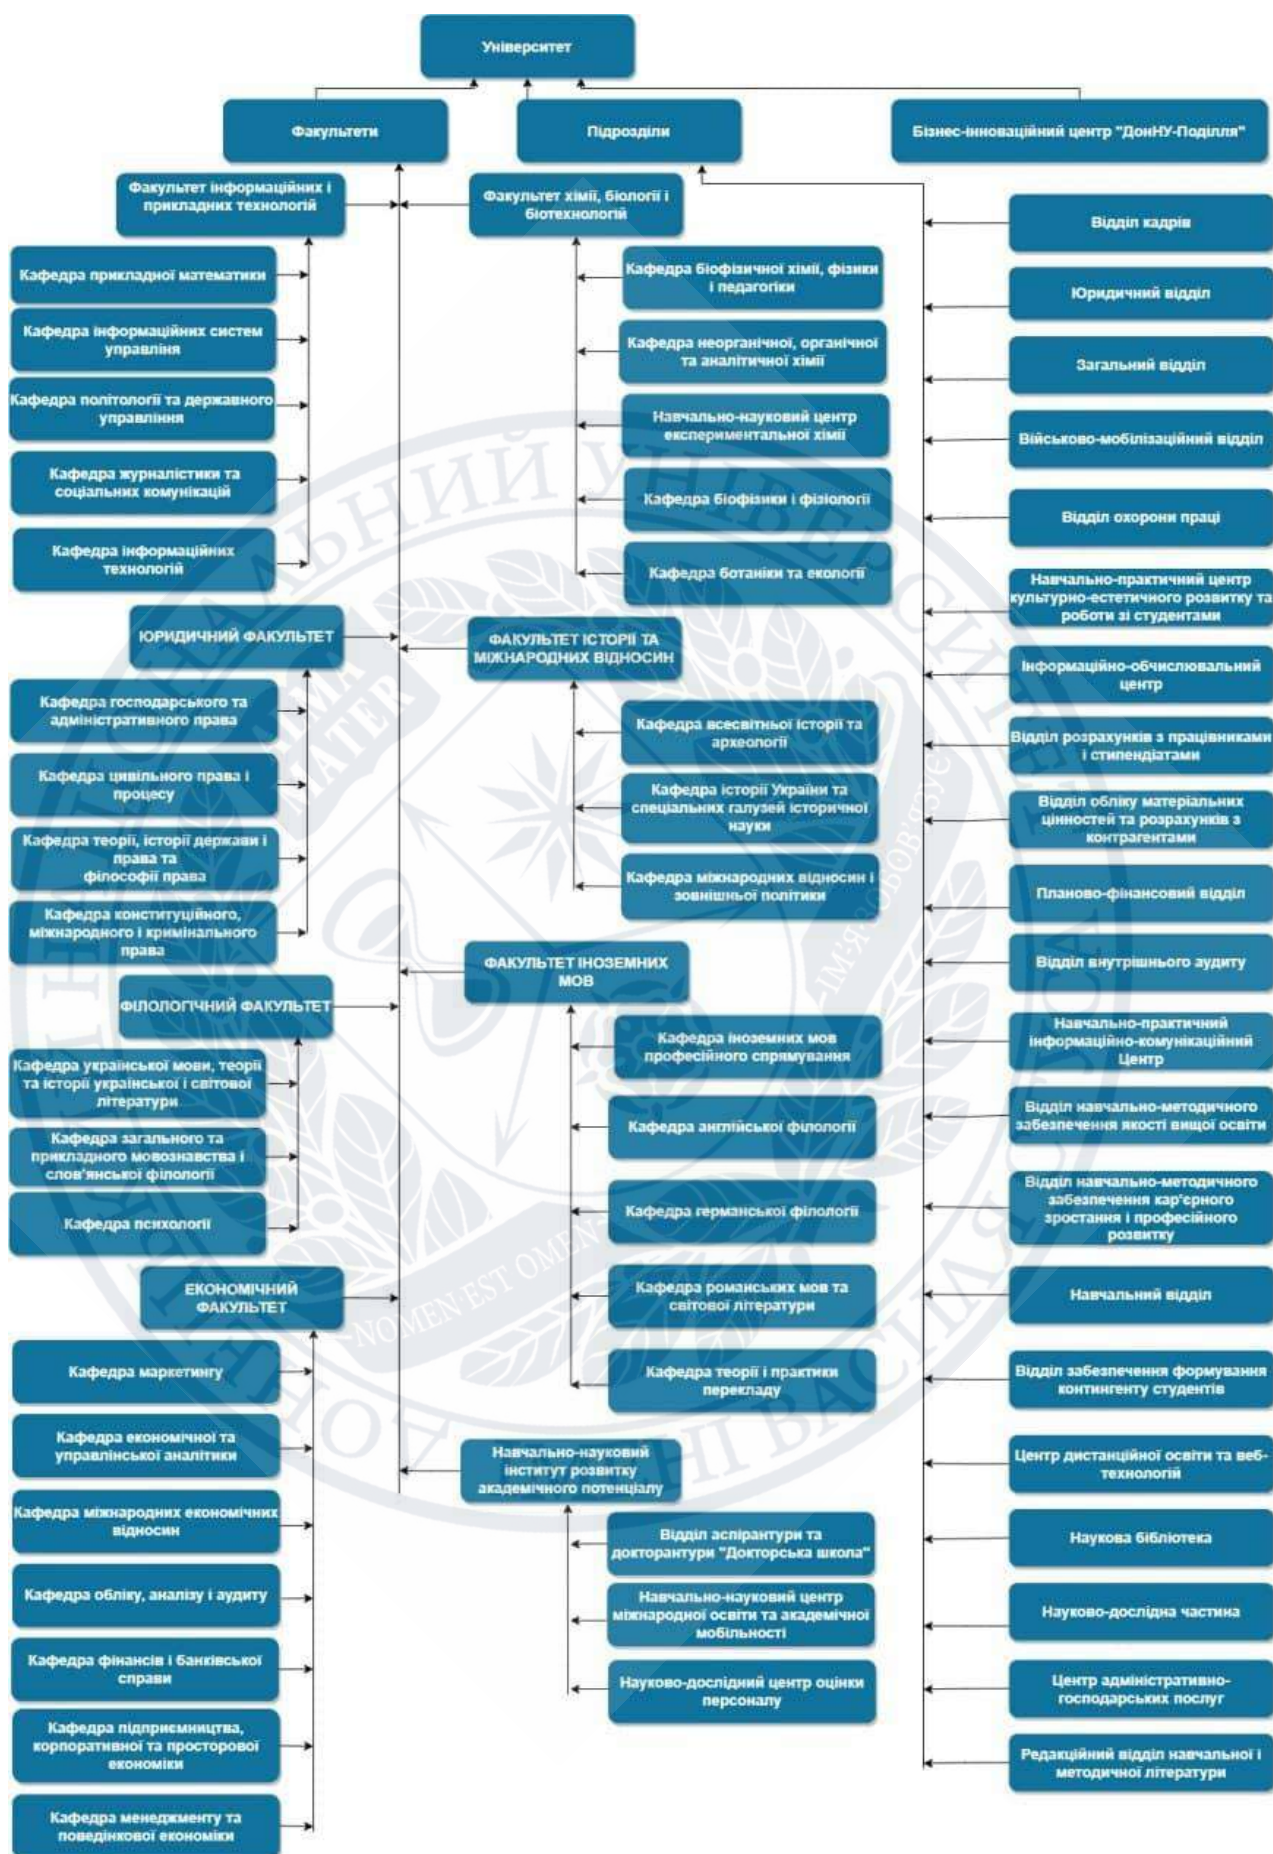 Університет
Факультети
Підрозділи
Бізнес-інноваційний центр "ДонНУ-Поділля"
Факультет інформаційних і
прикладних технологій
Кафедра прикладної математики
Кафедра інформаційних систем
управліня
Кафедра політології та державного
управління
Кафедра журналістики та
соціальних комунікацій
Кафедра інформаційних
технологій
ЮРИДИЧНИЙ ФАКУЛЬТЕТ
Кафедра господарського та
адміністративного права
Кафедра цивільного права і
процесу
Кафедра теорії, історії держави і
права та
філософії права
Кафедра конституційного,
міжнародного і кримінального
права
ФІЛОЛОГІЧНИЙ ФАКУЛЬТЕТ
Кафедра української мови, теорії
та історії української і світової
літератури
Кафедра загального та
прикладного мовознавства і
слов'янської філології
Кафедра психології
ЕКОНОМІЧНИЙ
ФАКУЛЬТЕТ
Кафедра маркетингу
Кафедра економічної та
управлінської аналітики
Кафедра міжнародних економічних
відносин
Кафедра обліку, аналізу і аудиту
Кафедра фінансів і банківської
справи
Кафедра підприємництва,
корпоративної та просторової
економіки
Кафедра менеджменту та
поведінкової економіки
Факультет хімії, біології і
біотехнологій
Кафедра біофізичної хімії, фізики
і педагогіки
Кафедра неорганічної, органічної
та аналітичної хімії
Навчально-науковий центр
експериментальної хімії
Кафедра біофізики і фізіології
Кафедра ботаніки та екології
ФАКУЛЬТЕТ ІСТОРІЇ ТА
МІЖНАРОДНИХ ВІДНОСИН
Кафедра всесвітньої історії та
археології
Кафедра історії України та
спеціальних галузей історичної
науки
Кафедра міжнародних відносин і
зовнішньої політики
ФАКУЛЬТЕТ ІНОЗЕМНИХ
МОВ
Кафедра іноземних мов
професійного спрямування
Кафедра англійської філології
Кафедра германської філології
Кафедра романських мов та
світової літератури
Кафедра теорії і практики
перекладу
Навчально-науковий
інститут розвитку
академічного потенціалу
Відділ аспірантури та
докторантури "Докторська школа"
Навчально-науковий центр
міжнародної освіти та академічної
мобільності
Науково-дослідний центр оцінки
персоналу
Відділ кадрів
Юридичний відділ
Загальний відділ
Військово-мобілізаційний відділ
Відділ охорони праці
Навчально-практичний центр
культурно-естетичного розвитку та
роботи зі студентами
Інформаційно-обчислювальний
центр
Відділ розрахунків з працівниками
і стипендіатами
Відділ обліку матеріальних
цінностей та розрахунків з
контрагентами
Планово-фінансовий відділ
Відділ внутрішнього аудиту
Навчально-практичний
інформаційно-комунікаційний
Центр
Відділ навчально-методичного
забезпечення якості вищої освіти
Відділ навчально-методичного
забезпечення кар'єрного
зростання і професійного
розвитку
Навчальний відділ
Відділ забезпечення формування
контингенту студентів
Центр дистанційної освіти та веб-
технологій
Наукова бібліотека
Науково-дослідна частина
Центр адміністративно-
господарських послуг
Редакційний відділ навчальної і
методичної літератури
NOMEN EST OMEN